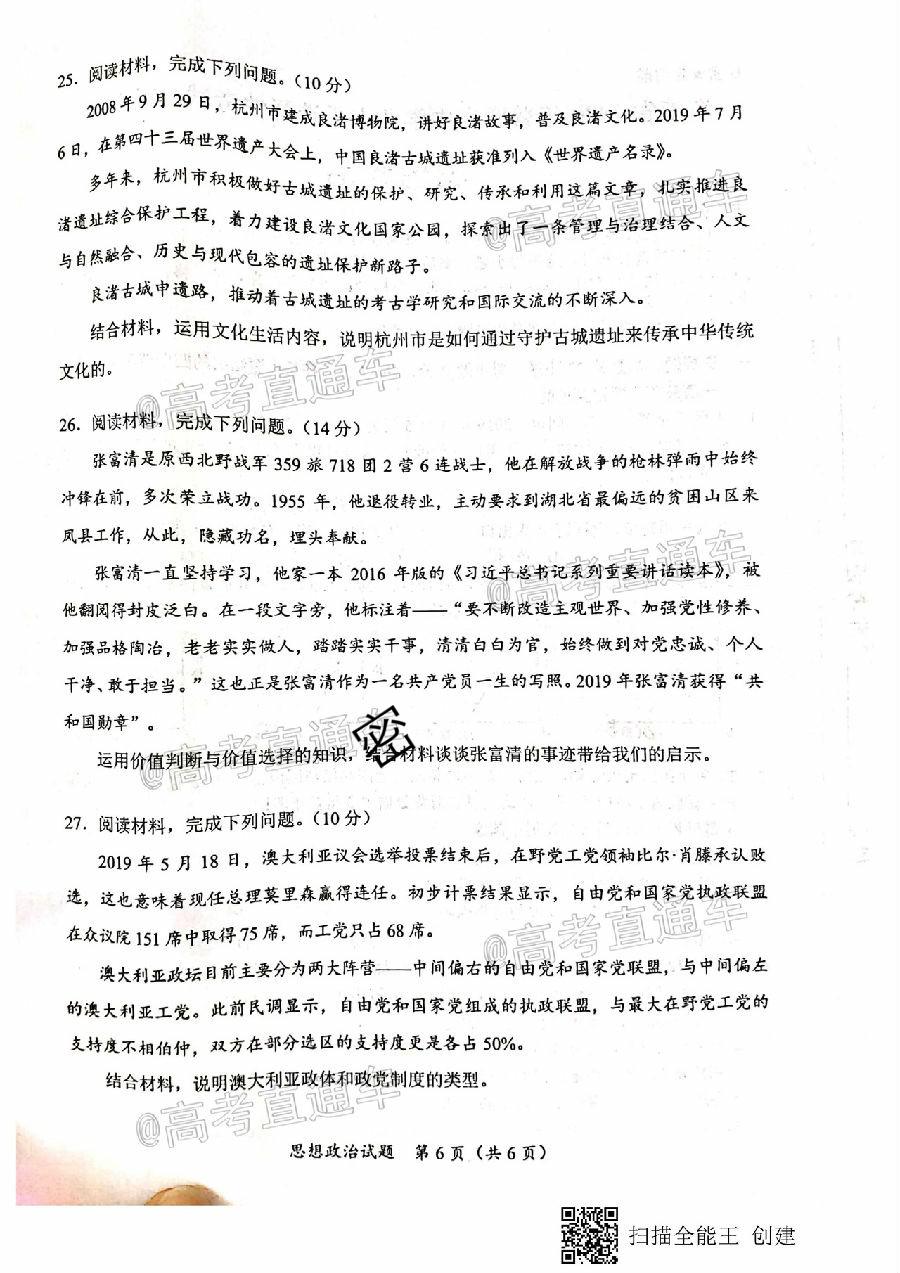 25. 阅读材料，完成下列问题。（10分）
2008年9月29日，杭州市建成良渚博物院，讲好良渚故事，普及良渚文化。2019年7月
6日，在第四十三届世界遗产大会上，中国良渚古城遗址获准列入《世界遗产名录》。
多年来，杭州市积极做好古城遗址的保护、研究、传承和利用这篇文章，扎实推进良
渚遗址综合保护工程，着力建设良渚文化国家公园，探索出了一条管理与治理结合、人文
与自然融合、历史与现代包容的遗址保护新路子。
良渚古城申遗路，推动着古城遗址的考古学研究和国际交流的不断深入。
结合材料，运用文化生活内容，说明杭州市是如何通过守护古城遗址来传承中华传统
文化的。
26. 阅读材料，完成下列问题。（14分）
张富清是原西北野战军359旅718团2营6连战士，他在解放战争的枪林弹雨中始终
冲锋在前，多次荣立战功。1955年，他退役转业，主动要求到湖北省最偏远的贫困山区来
凤县工作，从此，隐藏功名，埋头奉献。
张富清一直坚持学习，他家一本2016年版的《习近平总书记系列重要讲话读本》，被
他翻阅得封皮泛白。在一段文字旁，他标注着——“要不断改造主观世界、加强党性修养、
加强品格陶冶，老老实实做人，踏踏实实干事，清清白白为官，始终做到对党忠诚、个人
干净、敢于担当。”这也正是张富清作为一名共产党员一生的写照。2019年张富清获得“共
和国勋章”。
运用价值判断与价值选择的知识，结合材料谈谈张富清的事迹带给我们的启示。
密
27. 阅读材料，完成下列问题。（10分）
2019年5月18日，澳大利亚议会选举投票结束后，在野党工党领袖比尔·肖滕承认败
选，这也意味着现任总理莫里森赢得连任。初步计票结果显示，自由党和国家党执政联盟
在众议院151席中取得75席，而工党只占68席。
澳大利亚政坛目前主要分为两大阵营——中间偏右的自由党和国家党联盟，与中间偏左
的澳大利亚工党。此前民调显示，自由党和国家党组成的执政联盟，与最大在野党工党的
支持度不相伯仲，双方在部分选区的支持度更是各占50%。
结合材料，说明澳大利亚政体和政党制度的类型。
@高考直通车
@高考直通车
@高考直通车
@高考直通车
@高考直通车
@高考直通车
思想政治试题 第6页（共6页）
扫描全能王 创建